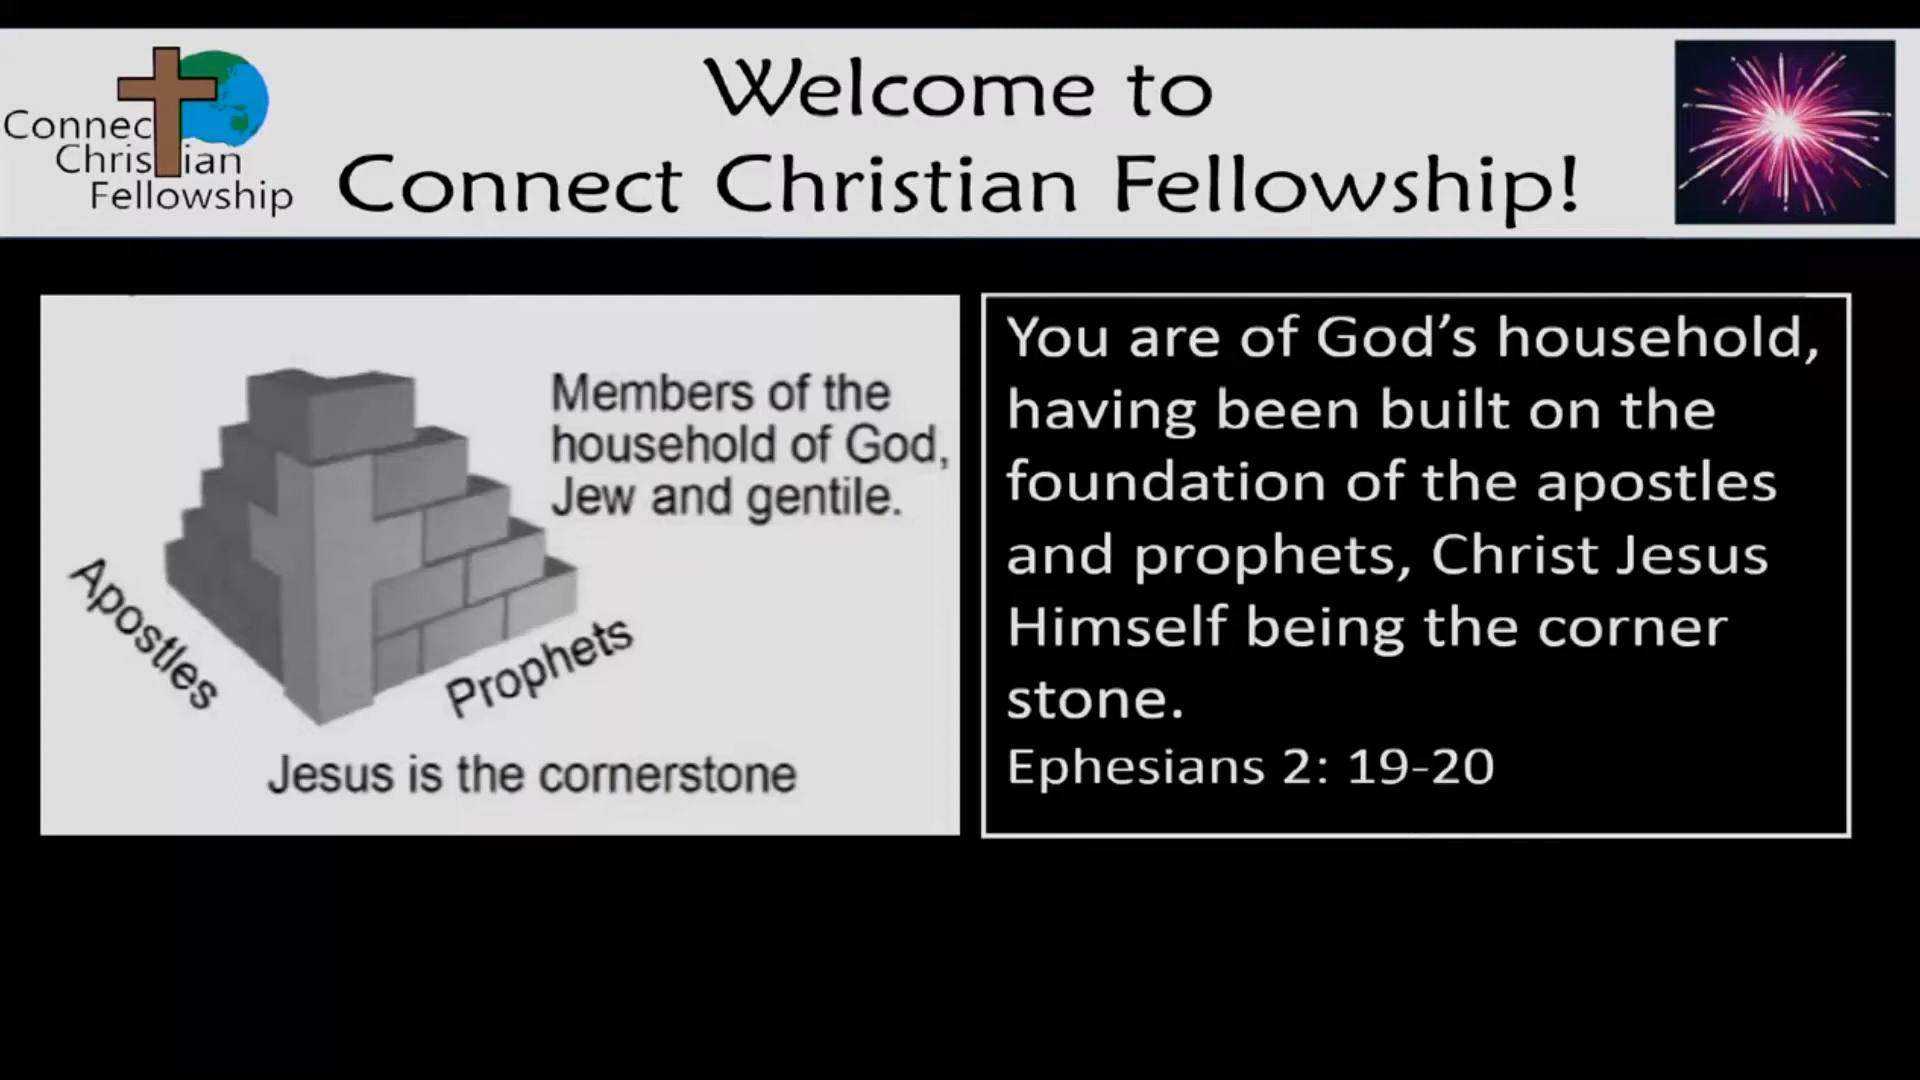 Connect
Christian
Fellowship
Welcome to
Connect Christian Fellowship!
Members of the
household of God,
Jew and gentile.
Apostles
Prophets
Jesus is the cornerstone
You are of God’s household,
having been built on the
foundation of the apostles
and prophets, Christ Jesus
Himself being the corner
stone.
Ephesians 2: 19-20